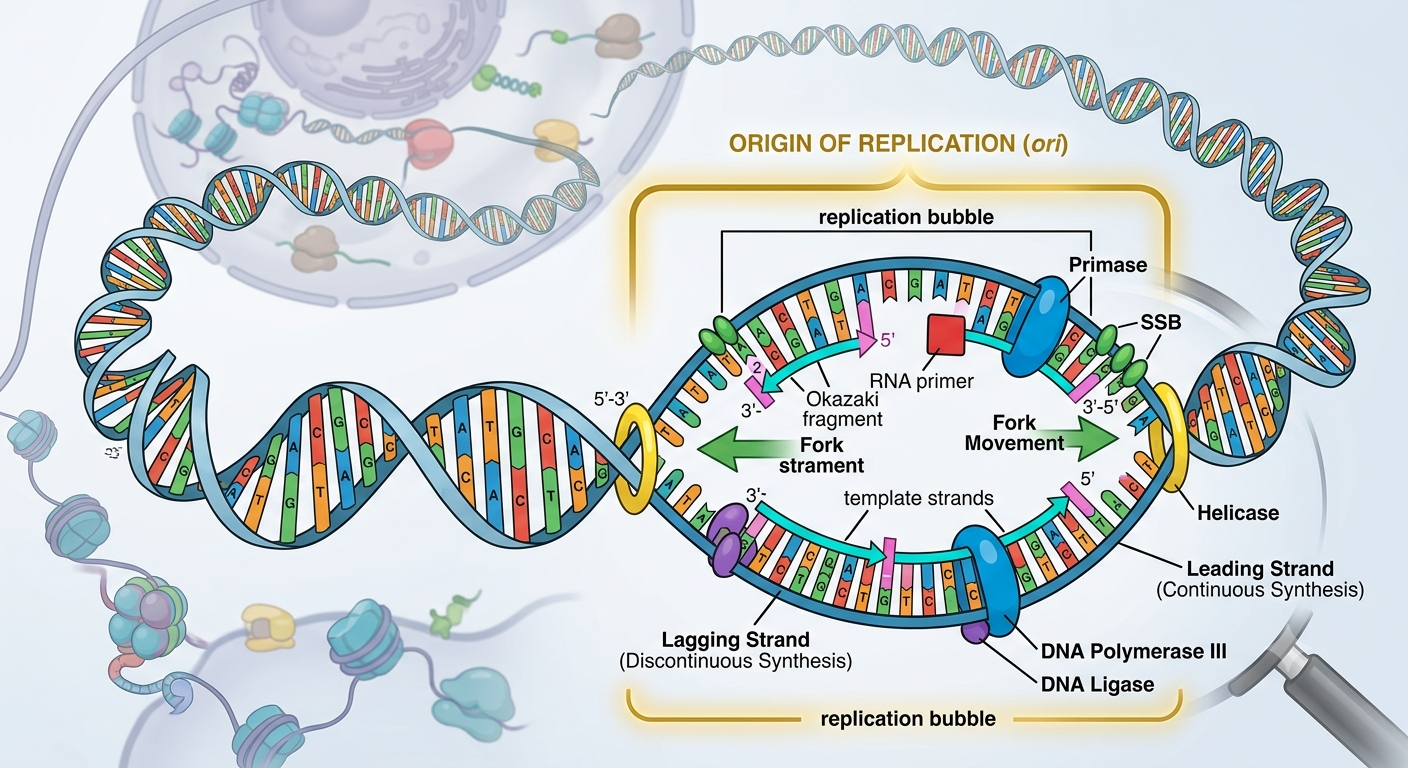 ORIGIN OF REPLICATION (ori)
replication bubble
Primase
SSB
5'
RNA primer
2
3'-
Okazaki
fragment
3'-5'
5'-3'
Fork
strament
Fork
Movement
3'-
template strands
5'
Helicase
Leading Strand
(Continuous Synthesis)
Lagging Strand
(Discontinuous Synthesis)
DNA Polymerase III
DNA Ligase
replication bubble